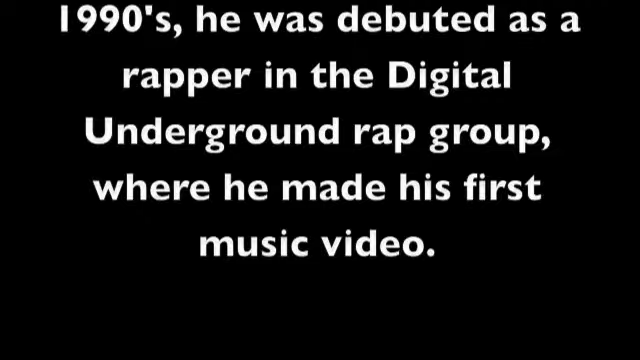 1990's, he was debuted as a
rapper in the Digital
Underground rap group,
where he made his first
music video.